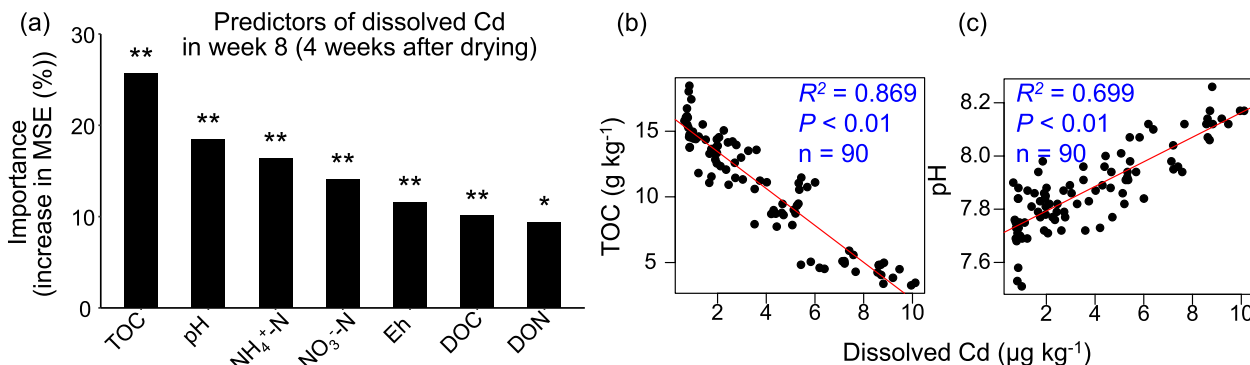 (a)
Predictors of dissolved Cd
in week 8 (4 weeks after drying)
Importance
(increase in MSE (%))
30
20
10
0
**
**
**
**
**
**
*
TOC
pH
NH₄⁺-N
NO₃⁻-N
Eh
DOC
DON
(b)
R² = 0.869
P < 0.01
n = 90
TOC (g kg⁻¹)
15
10
5
2 4 6 8 10
(c)
R² = 0.699
P < 0.01
n = 90
pH
8.2
8.0
7.8
7.6
2 4 6 8 10
Dissolved Cd (μg kg⁻¹)